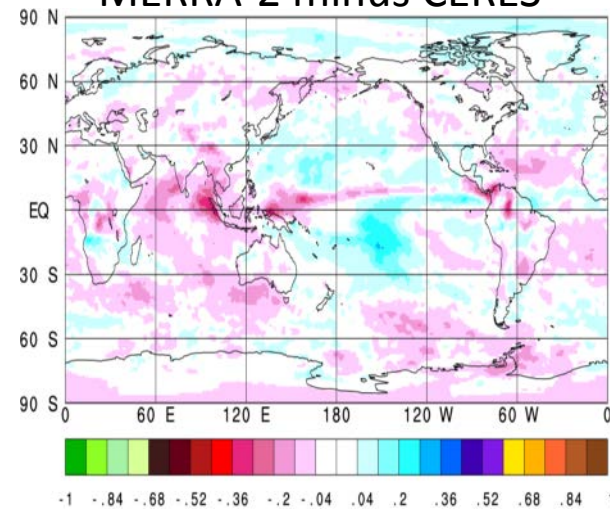 MERRA-2 minus CERES
90 N
60 N
30 N
EQ
30 S
60 S
90 S
0 60 E 120 E 180 120 W 60 W 0
-1 -.84 -.68 -.52 -.36 -.2 -.04 .04 .2 .36 .52 .68 .84 1